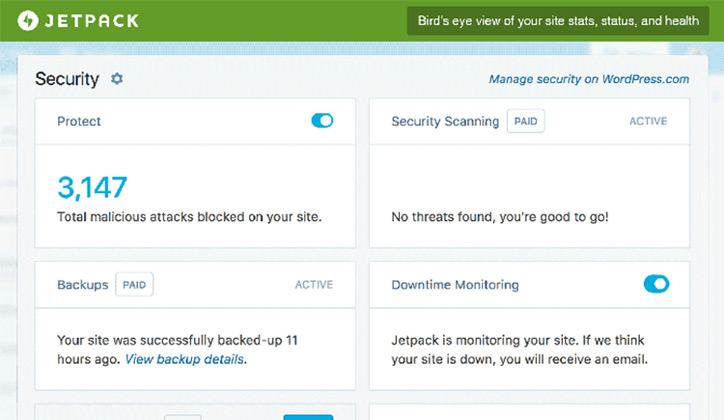 JETPACK
Bird's eye view of your site stats, status, and health
Security
Manage security on WordPress.com
Protect
3,147
Total malicious attacks blocked on your site.
Security Scanning PAID ACTIVE
No threats found, you're good to go!
Backups PAID ACTIVE
Your site was successfully backed-up 11
hours ago. View backup details.
Downtime Monitoring
Jetpack is monitoring your site. If we think
your site is down, you will receive an email.